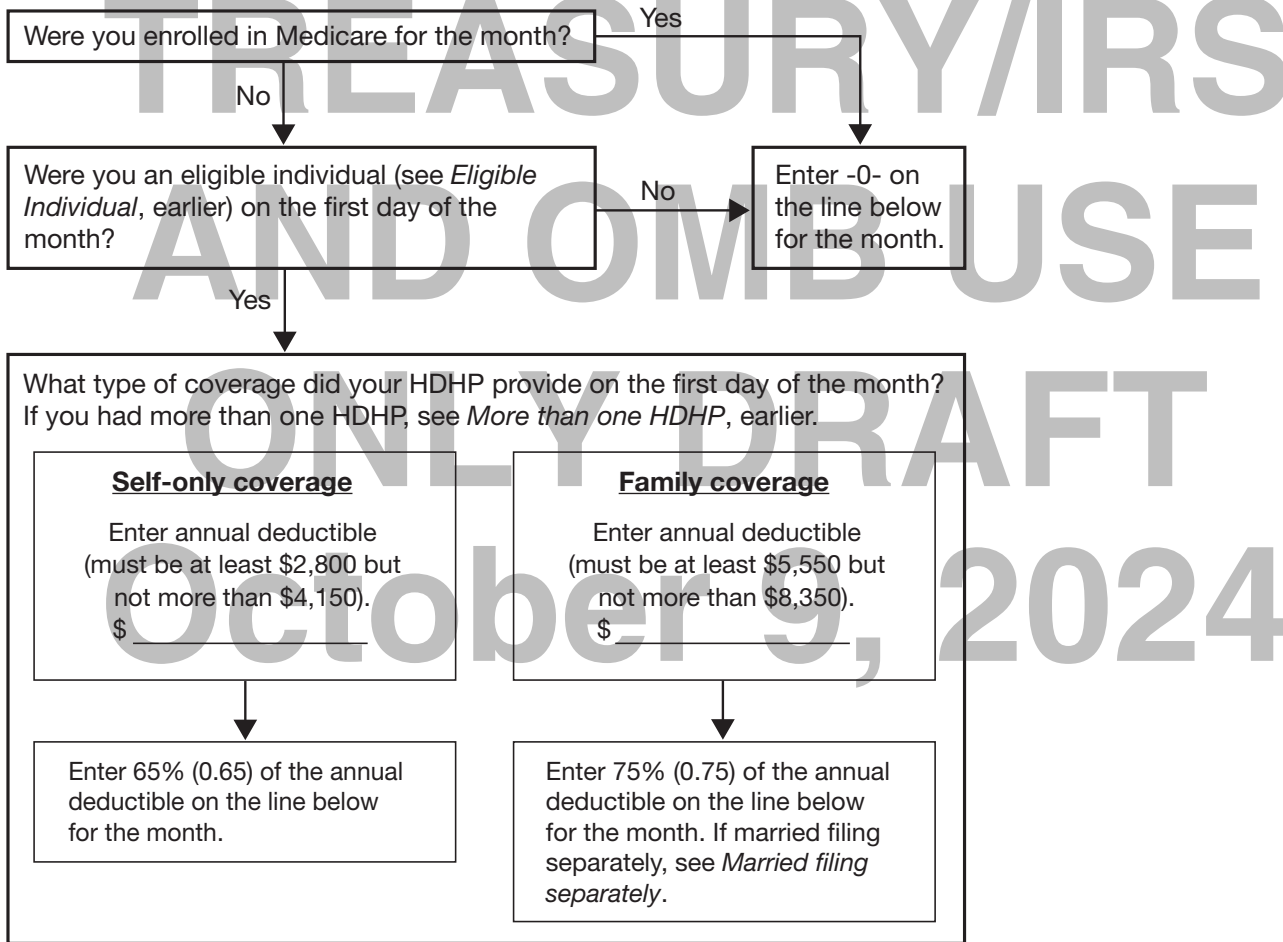 TREASURY/IRS
AND OMB USE
ONLY DRAFT
October 9, 2024
Were you enrolled in Medicare for the month?
Yes
No
Were you an eligible individual (see Eligible
Individual, earlier) on the first day of the
month?
No
Enter -0- on
the line below
for the month.
Yes
What type of coverage did your HDHP provide on the first day of the month?
If you had more than one HDHP, see More than one HDHP, earlier.
Self-only coverage
Enter annual deductible
(must be at least $2,800 but
not more than $4,150).
$
Family coverage
Enter annual deductible
(must be at least $5,550 but
not more than $8,350).
$
Enter 65% (0.65) of the annual
deductible on the line below
for the month.
Enter 75% (0.75) of the annual
deductible on the line below
for the month. If married filing
separately, see Married filing
separately.